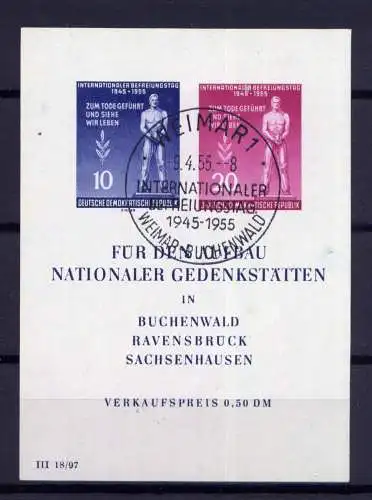 INTERNATIONALER BEFREIUNGSTAG
1945-1955
ZUM TODE GEFÜHRT
UND SIEHE
WIR LEBEN
10
DEUTSCHE DEMOKRATISCHE REPUBLIK
INTERNATIONALER BEFREIUNGSTAG
1945-1955
ZUM TODE GEFÜHRT
UND SIEHE
WIR LEBEN
20
DEUTSCHE DEMOKRATISCHE REPUBLIK
WEIMAR 1
9.4.55--8
INTERNATIONALER
BEFREIUNGSTAG
1945-1955
WEIMAR-BUCHENWALD
FÜR DEN AUFBAU
NATIONALER GEDENKSTÄTTEN
IN
BUCHENWALD
RAVENSBRÜCK
SACHSENHAUSEN
VERKAUFSPREIS 0,50 DM
III 18/97